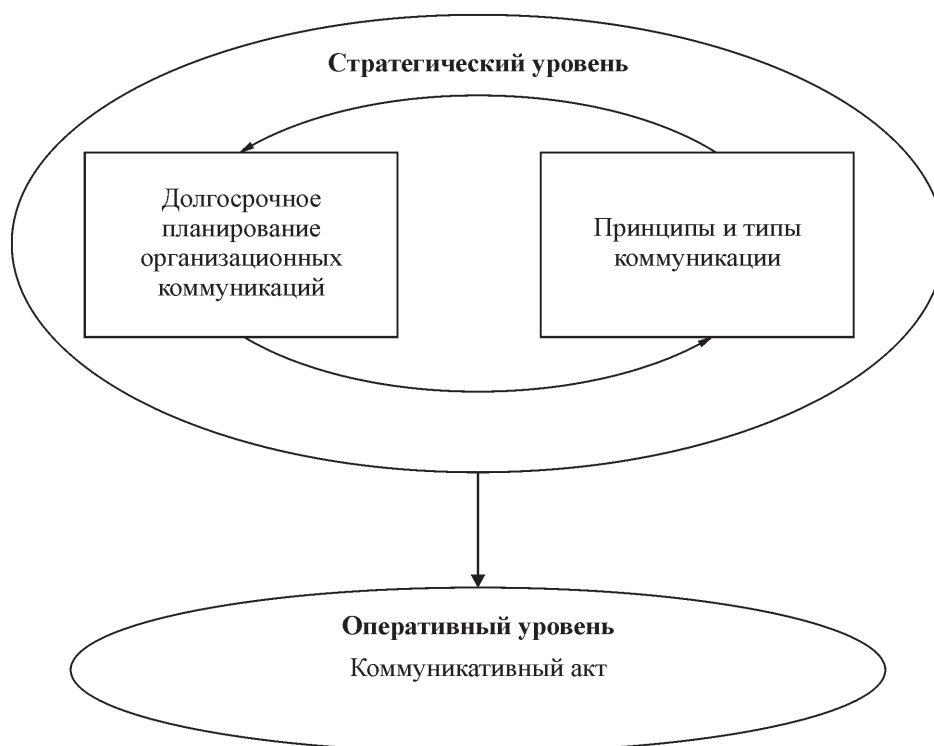 Стратегический уровень
Долгосрочное
планирование
организационных
коммуникаций
Принципы и типы
коммуникации
Оперативный уровень
Коммуникативный акт